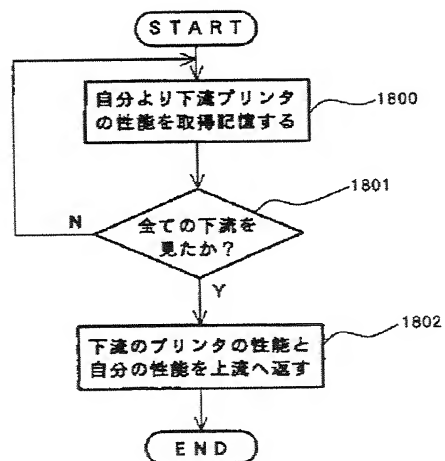 START
自分より下流プリンタ
の性能を取得記憶する
1800
1801
全ての下流を
見たか？
N
Y
1802
下流のプリンタの性能と
自分の性能を上流へ返す
END